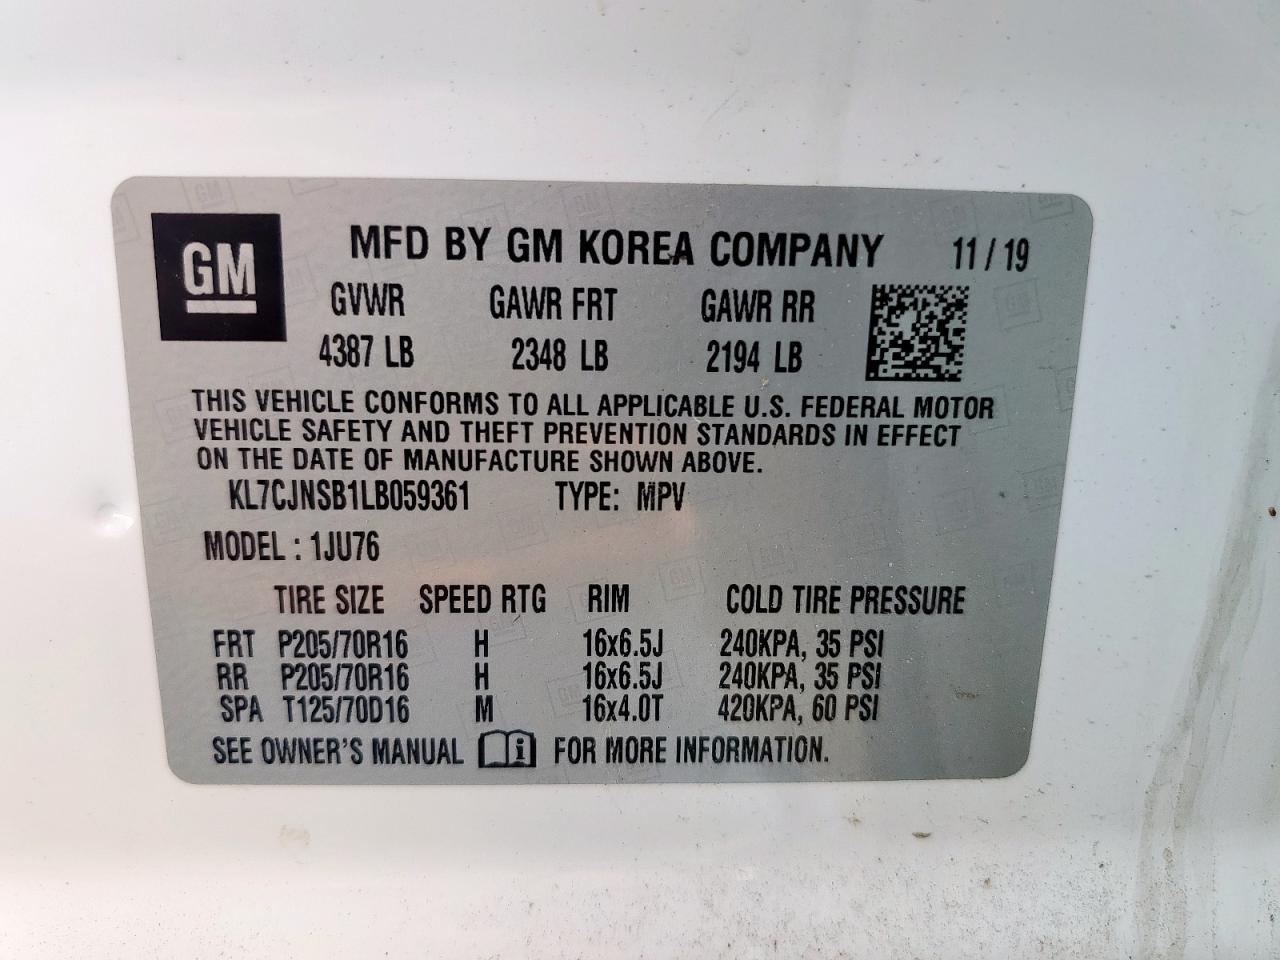 GM MFD BY GM KOREA COMPANY 11/19
GVWR GAWR FRT GAWR RR
4387 LB 2348 LB 2194 LB
THIS VEHICLE CONFORMS TO ALL APPLICABLE U.S. FEDERAL MOTOR
VEHICLE SAFETY AND THEFT PREVENTION STANDARDS IN EFFECT
ON THE DATE OF MANUFACTURE SHOWN ABOVE.
KL7CJNSB1LB059361 TYPE: MPV
MODEL : 1JU76
TIRE SIZE SPEED RTG RIM COLD TIRE PRESSURE
FRT P205/70R16 H 16x6.5J 240KPA, 35 PSI
RR P205/70R16 H 16x6.5J 240KPA, 35 PSI
SPA T125/70D16 M 16x4.0T 420KPA, 60 PSI
SEE OWNER'S MANUAL i FOR MORE INFORMATION.